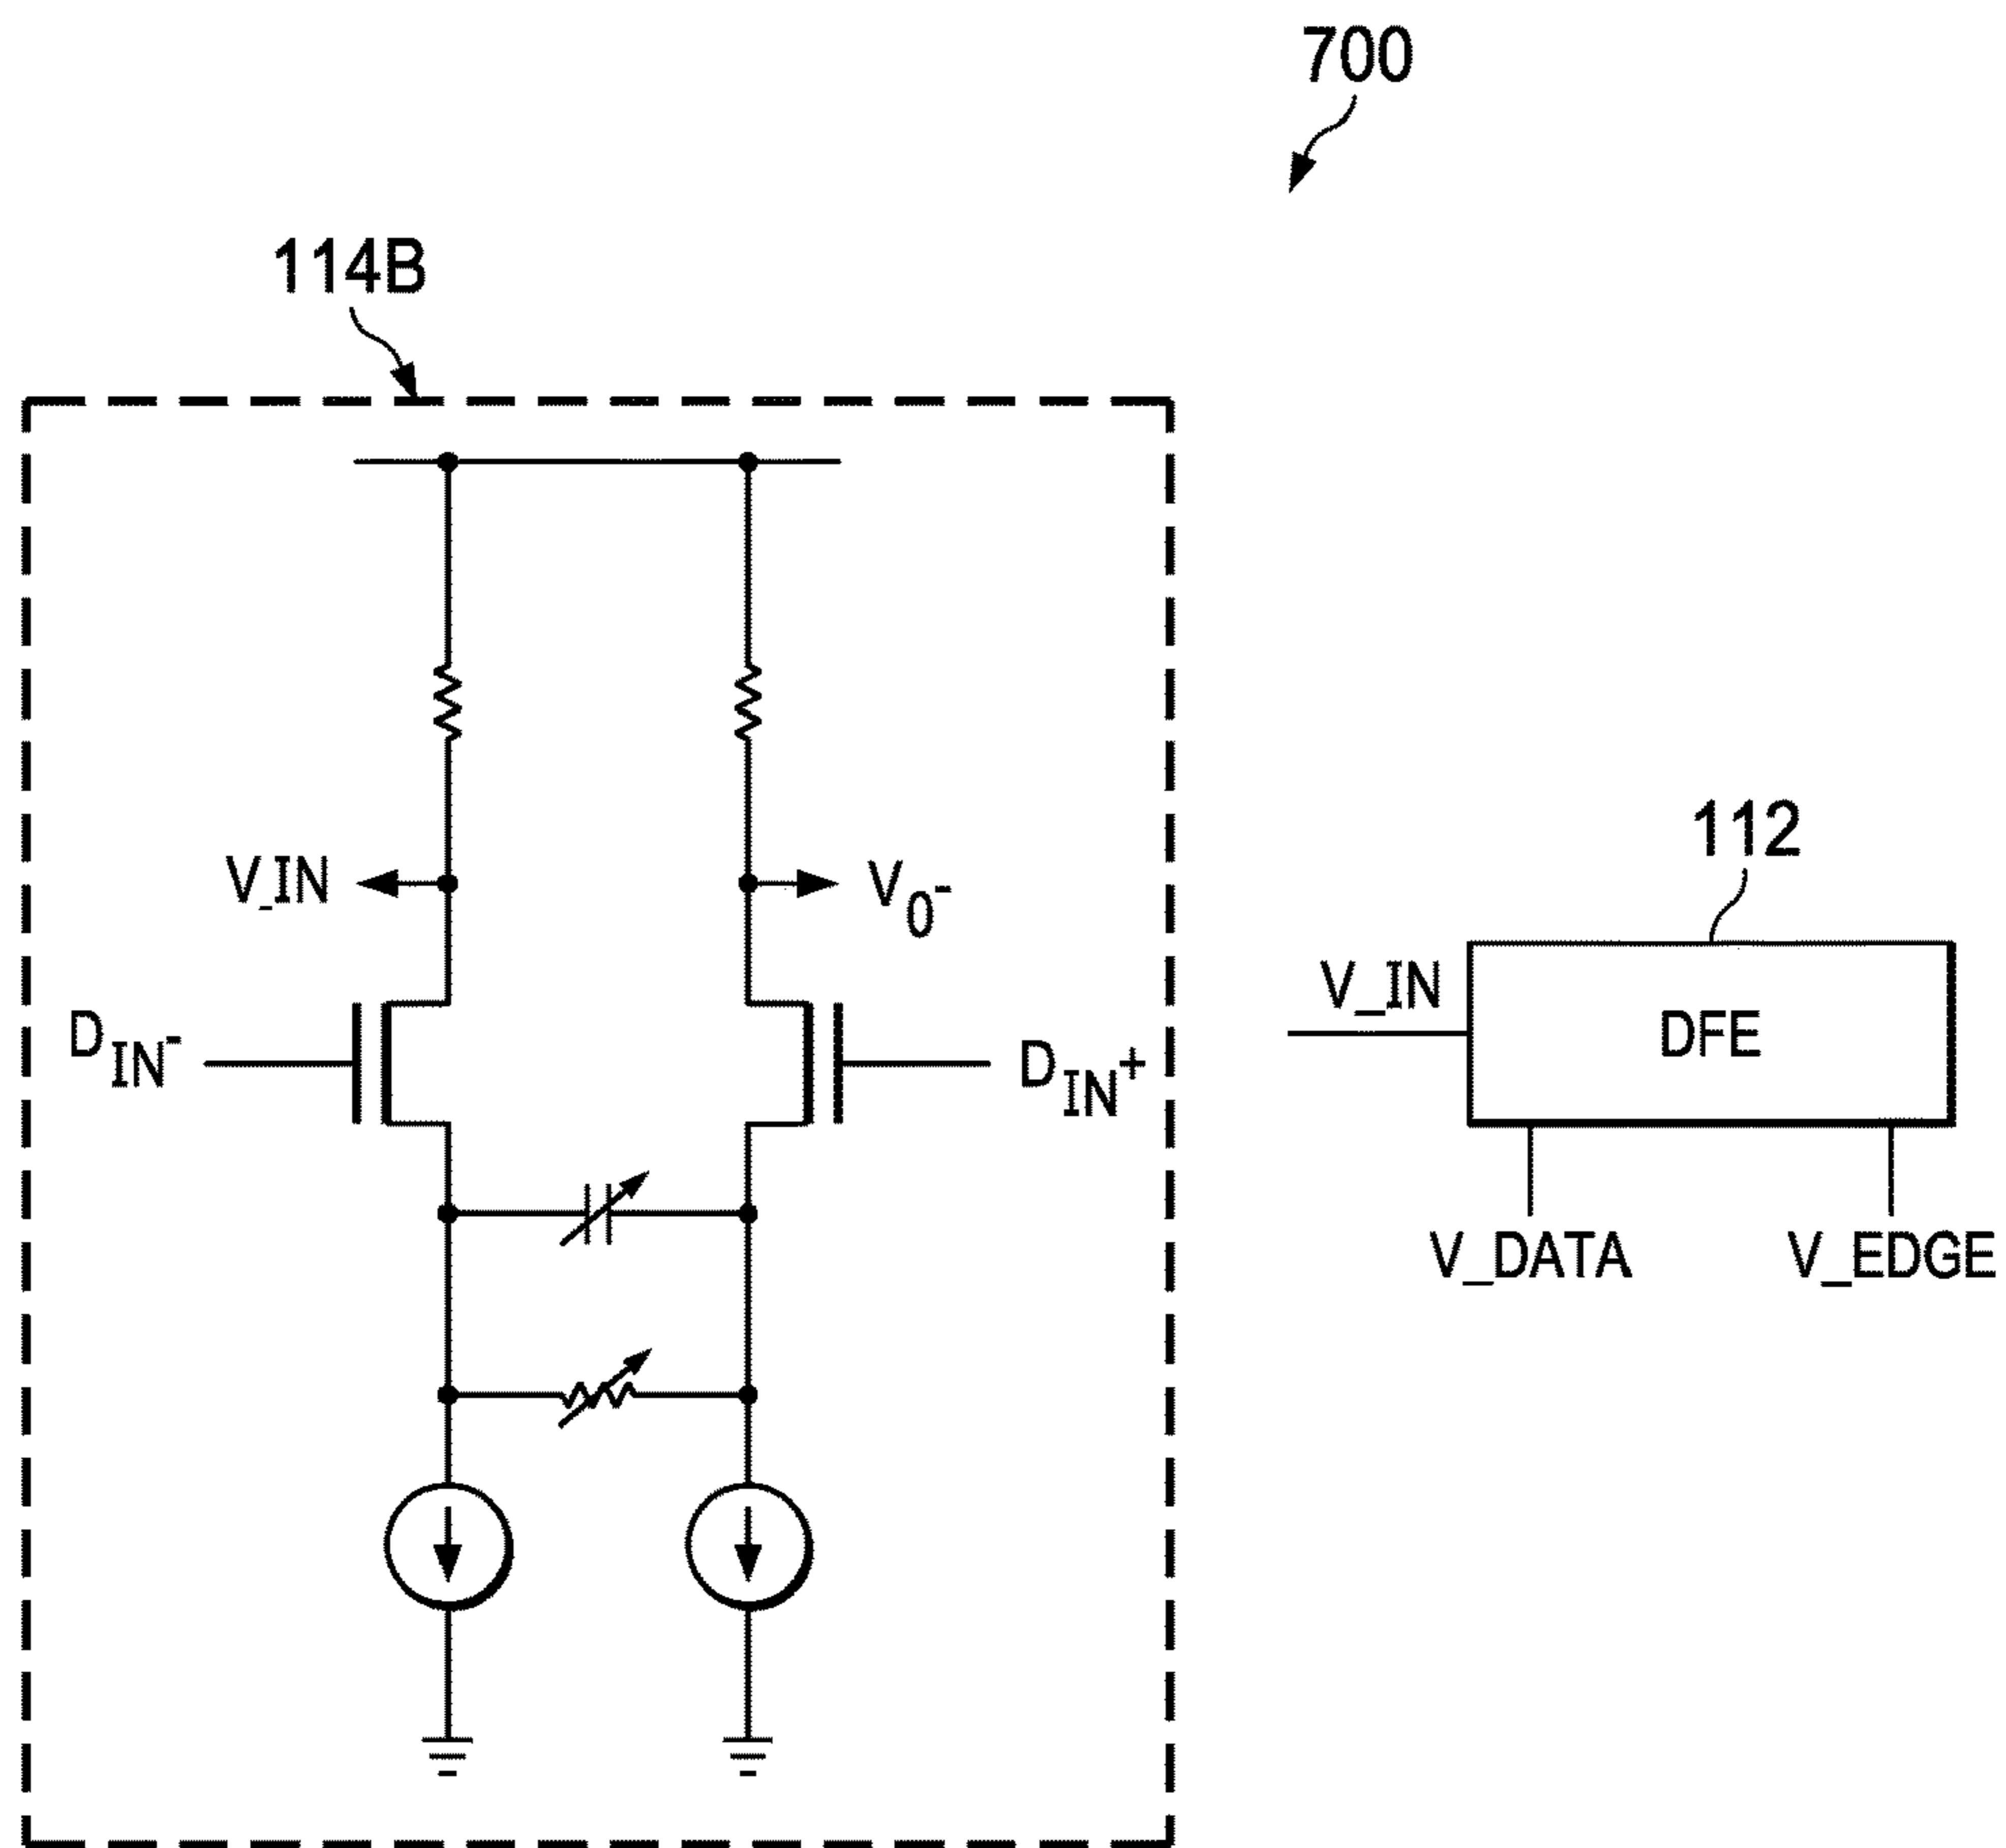 700
114B
V_IN
V0-
112
V_IN
DFE
DIN-
DIN+
V_DATA
V_EDGE